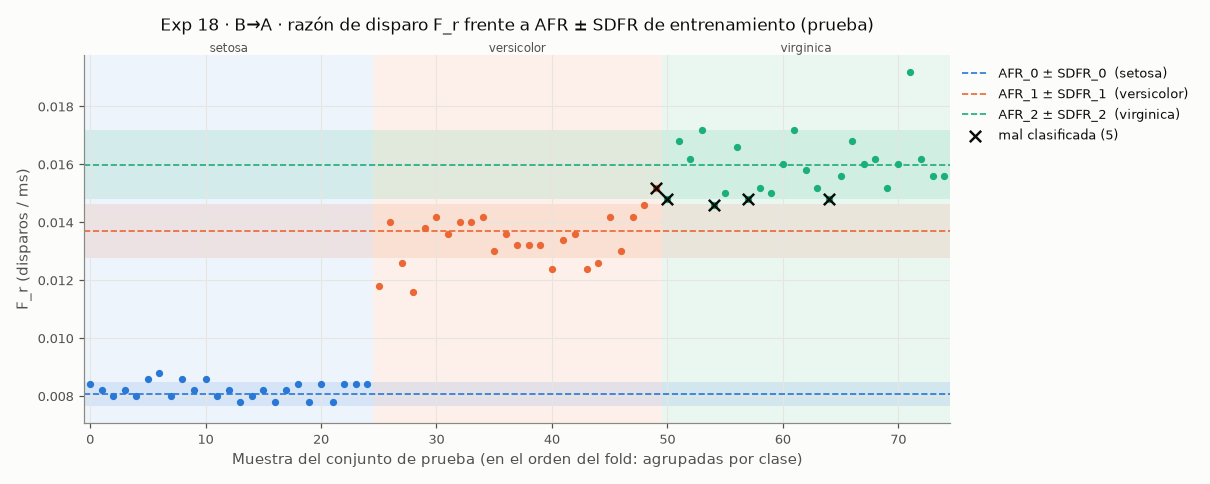 Exp 18 · B→A · razón de disparo F_r frente a AFR ± SDFR de entrenamiento (prueba)
setosa versicolor virginica
AFR_0 ± SDFR_0 (setosa)
AFR_1 ± SDFR_1 (versicolor)
AFR_2 ± SDFR_2 (virginica)
mal clasificada (5)
F_r (disparos / ms)
0.018
0.016
0.014
0.012
0.010
0.008
0 10 20 30 40 50 60 70
Muestra del conjunto de prueba (en el orden del fold: agrupadas por clase)